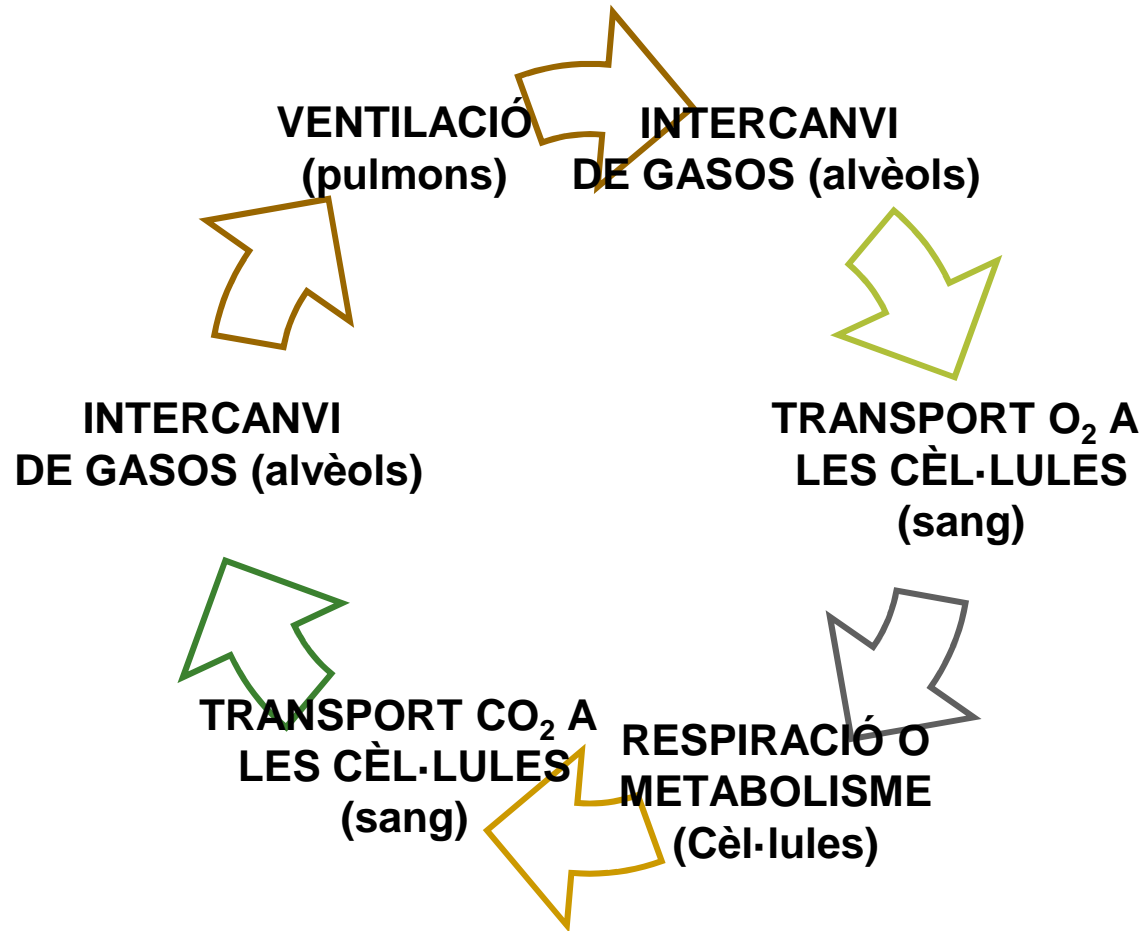 VENTILACIÓ
(pulmons)
INTERCANVI
DE GASOS (alvèols)
TRANSPORT O₂ A
LES CÈL·LULES
(sang)
RESPIRACIÓ O
METABOLISME
(Cèl·lules)
TRANSPORT CO₂ A
LES CÈL·LULES
(sang)
INTERCANVI
DE GASOS (alvèols)